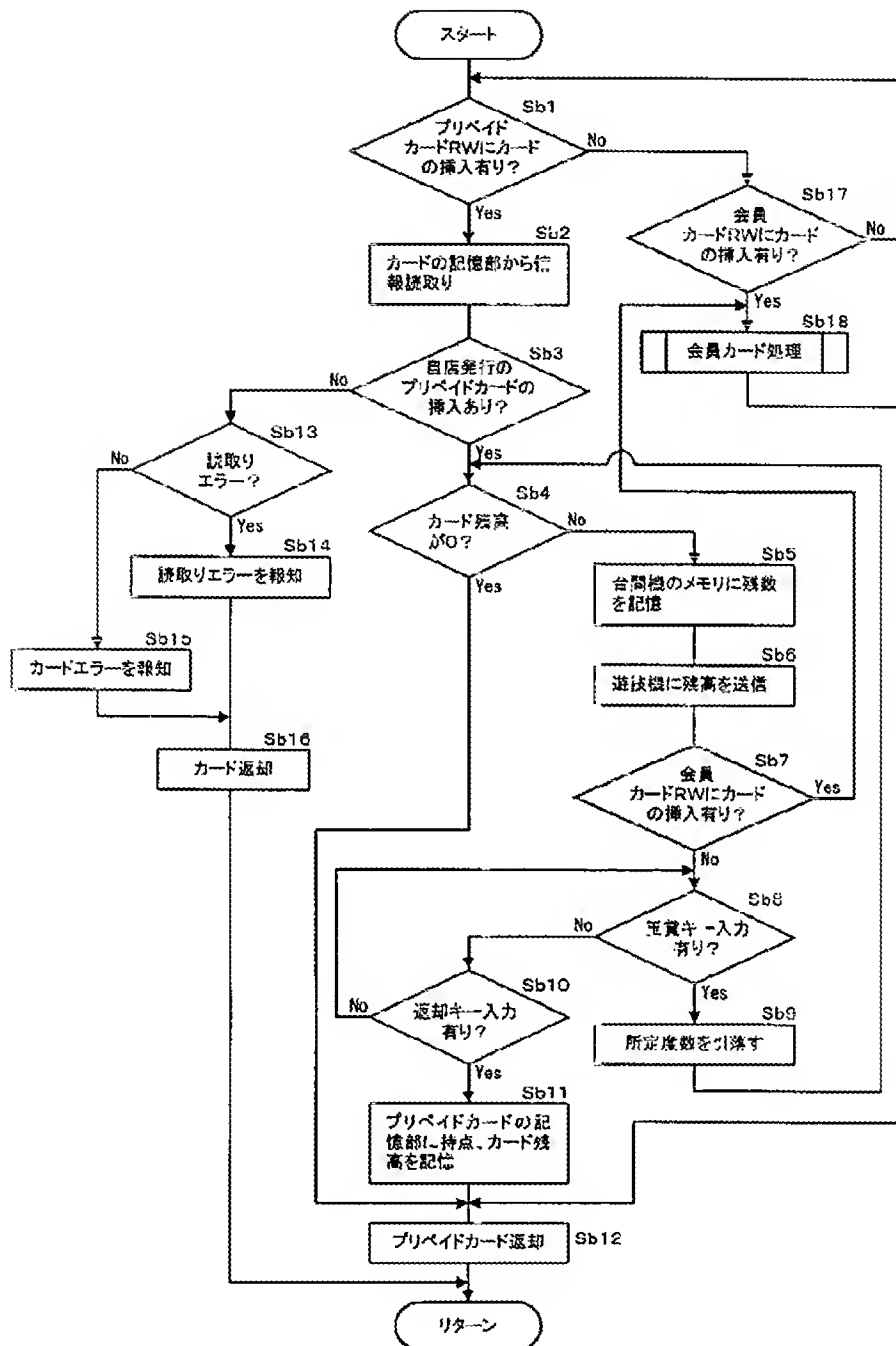 スタート
Sb1
プリペイド
カードRWにカード
の挿入有り?
No
Yes
Sb17
会員
カードRWにカード
の挿入有り?
No
Yes
Sb2
カードの記憶部から情
報読取り
Sb18
会員カード処理
Sb3
自店発行の
プリペイドカードの
挿入あり?
No
Yes
Sb13
読取り
エラー?
No
Yes
Sb4
カード残高
が0?
No
Yes
Sb14
読取りエラーを報知
Sb5
台間機のメモリに残数
を記憶
Sb15
カードエラーを報知
Sb6
遊技機に残高を送信
Sb16
カード返却
Sb7
会員
カードRWにカード
の挿入有り?
Yes
No
Sb8
玉貸キー入力
有り?
No
Yes
Sb10
返却キー入力
有り?
No
Yes
Sb9
所定度数を引落す
Sb11
プリペイドカードの記
憶部に持点、カード残
高を記憶
プリペイドカード返却
Sb12
リターン